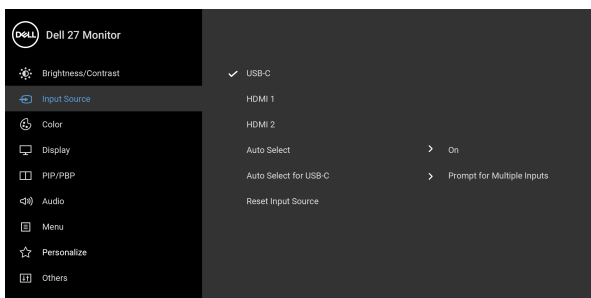 DELL Dell 27 Monitor
Brightness/Contrast
Input Source
Color
Display
PIP/PBP
Audio
Menu
Personalize
Others
USB-C
HDMI 1
HDMI 2
Auto Select On
Auto Select for USB-C Prompt for Multiple Inputs
Reset Input Source